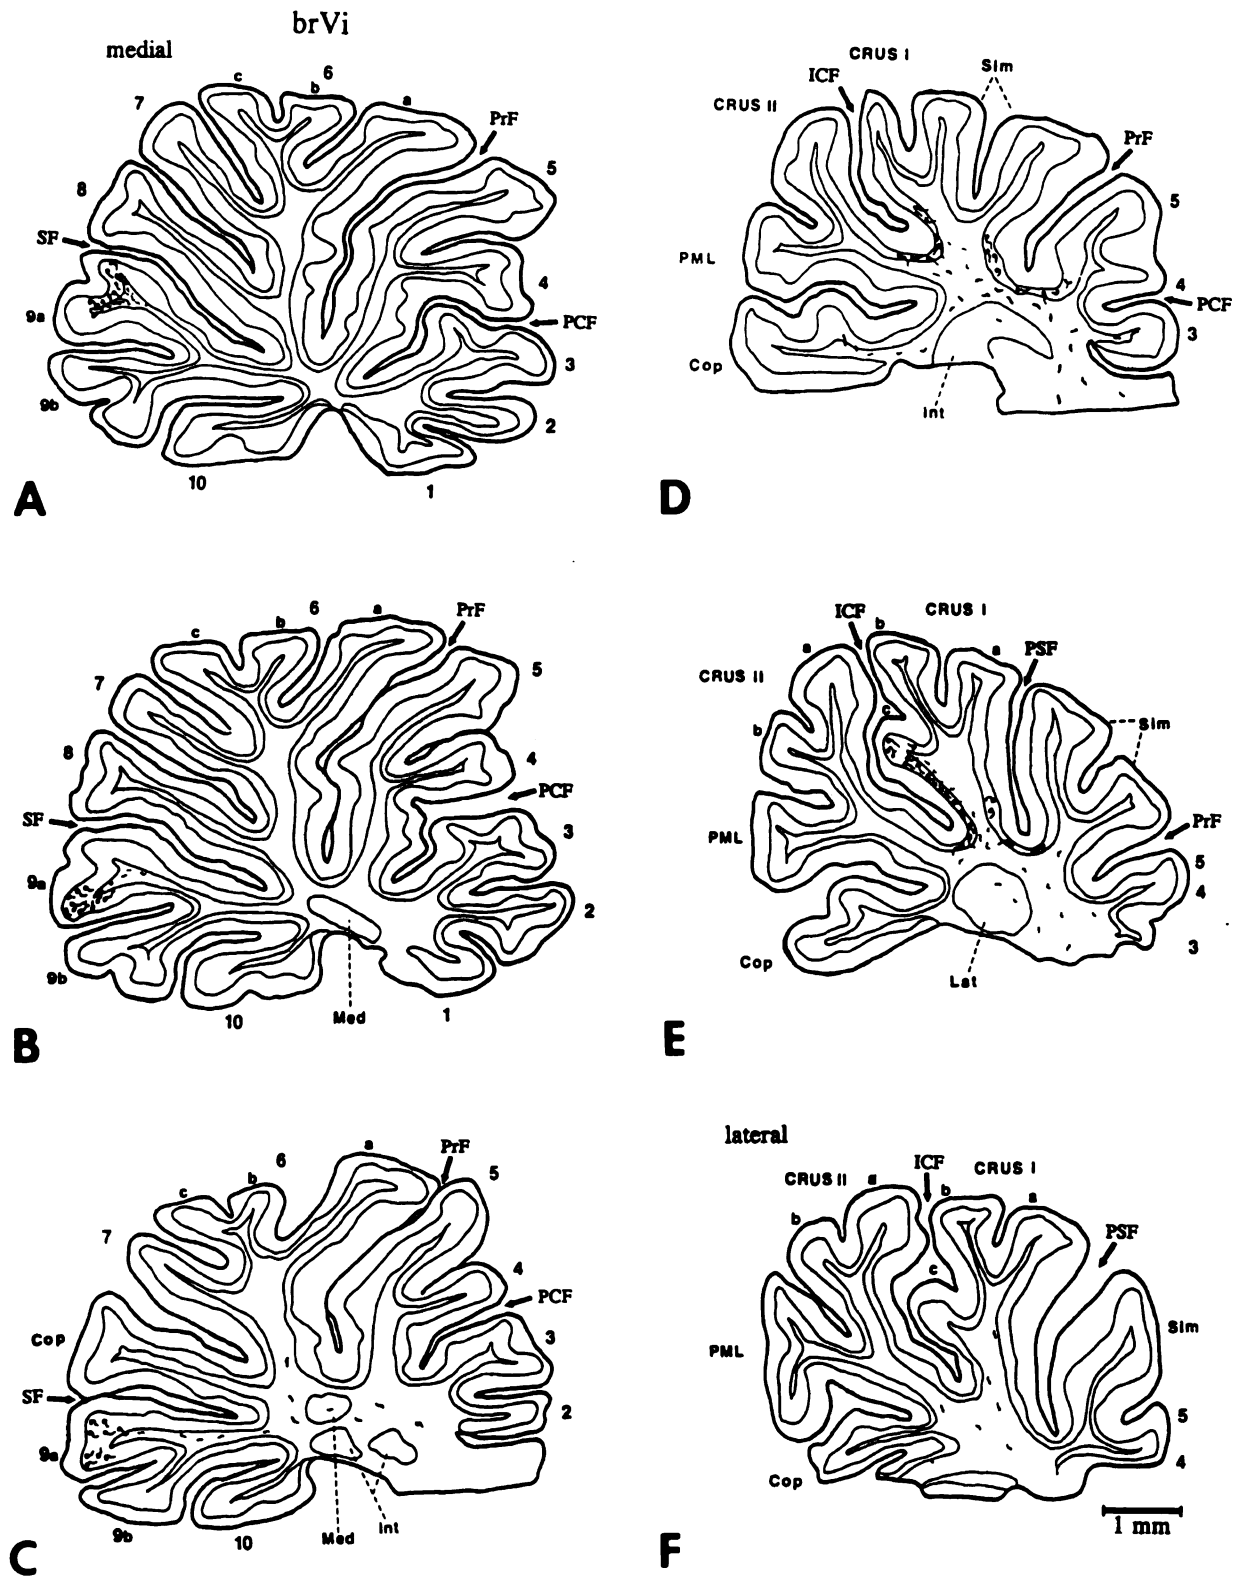 brVi
medial
6
c
b
a
7
PrF
8
5
SF
4
9a
PCF
3
9b
2
10
1
A
ICF
CRUS I
Sim
CRUS II
PrF
5
PML
4
PCF
3
Cop
Int
D
6
c
b
a
PrF
7
5
8
4
PCF
SF
3
9a
2
9b
10
Med
1
B
ICF
b
CRUS I
a
a
PSF
CRUS II
b
c
Sim
PML
PrF
5
4
3
Cop
Lat
E
6
a
PrF
c
b
5
7
4
PCF
3
Cop
SF
2
9a
9b
10
Med
Int
C
lateral
CRUS II
a
ICF
b
CRUS I
a
b
PSF
c
PML
Sim
5
4
Cop
1 mm
F